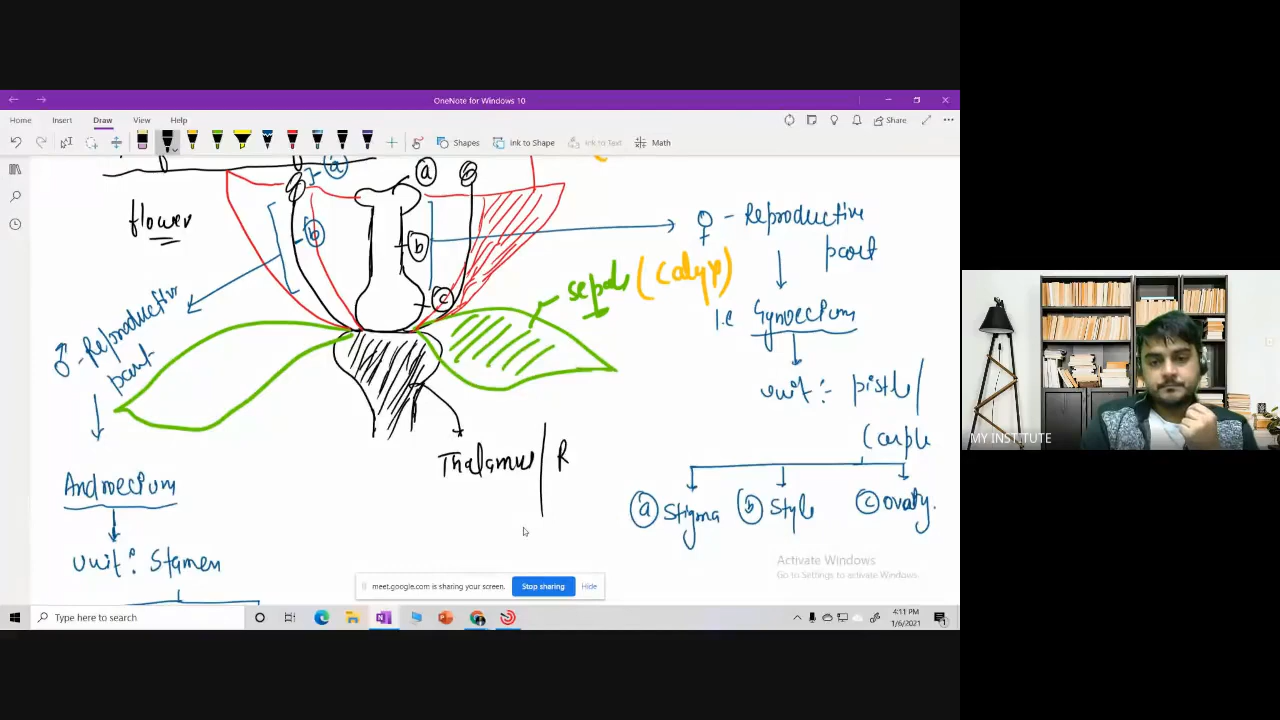 OneNote for Windows 10
Home Insert Draw View Help
Share
Shapes Ink to Shape Ink to Text Math
a
a
b
flower
b
b
c
♀ - Reproductive
part
sepals (Calyx)
i.e Gynoecium
♂ - Reproductive
part
unit :- pistle/
Carple
Thalamus | R
Androecium
a Stigma b Style c ovary.
unit: Stamen
MY INSTITUTE
Activate Windows
Go to Settings to activate Windows.
meet.google.com is sharing your screen. Stop sharing Hide
Type here to search
4:11 PM
1/6/2021